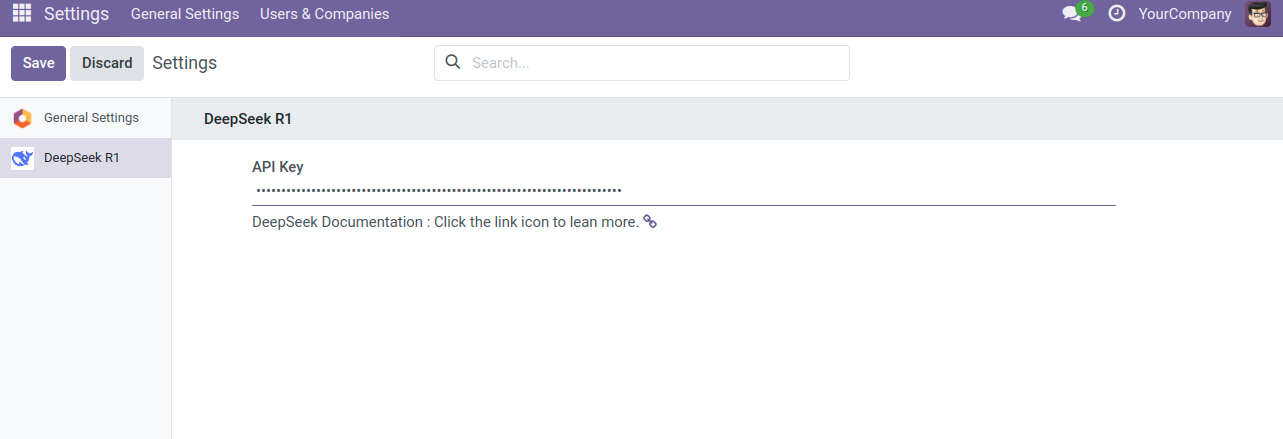 Settings General Settings Users & Companies 6 YourCompany
Save Discard Settings Search...
General Settings
DeepSeek R1
DeepSeek R1
API Key
••••••••••••••••••••••••••••••••••••••••••••••••••••••••••••••••••••••••
DeepSeek Documentation : Click the link icon to lean more.